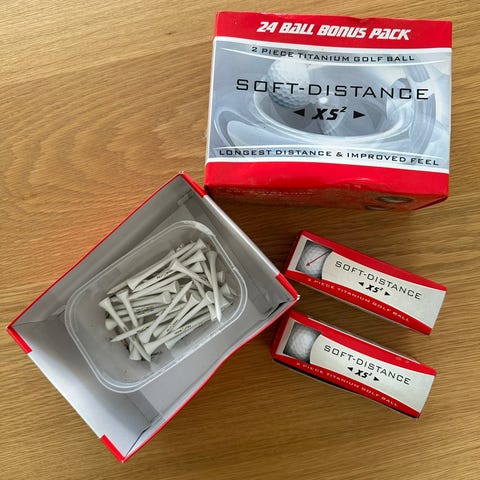 24 BALL BONUS PACK
2 PIECE TITANIUM GOLF BALL
SOFT-DISTANCE
XS²
LONGEST DISTANCE & IMPROVED FEEL
SOFT-DISTANCE
XS²
2 PIECE TITANIUM GOLF BALL
SOFT-DISTANCE
XS²
2 PIECE TITANIUM GOLF BALL